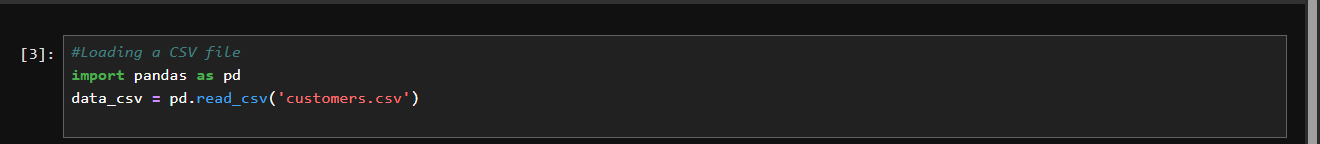 [3]: #Loading a CSV file
import pandas as pd
data_csv = pd.read_csv('customers.csv')